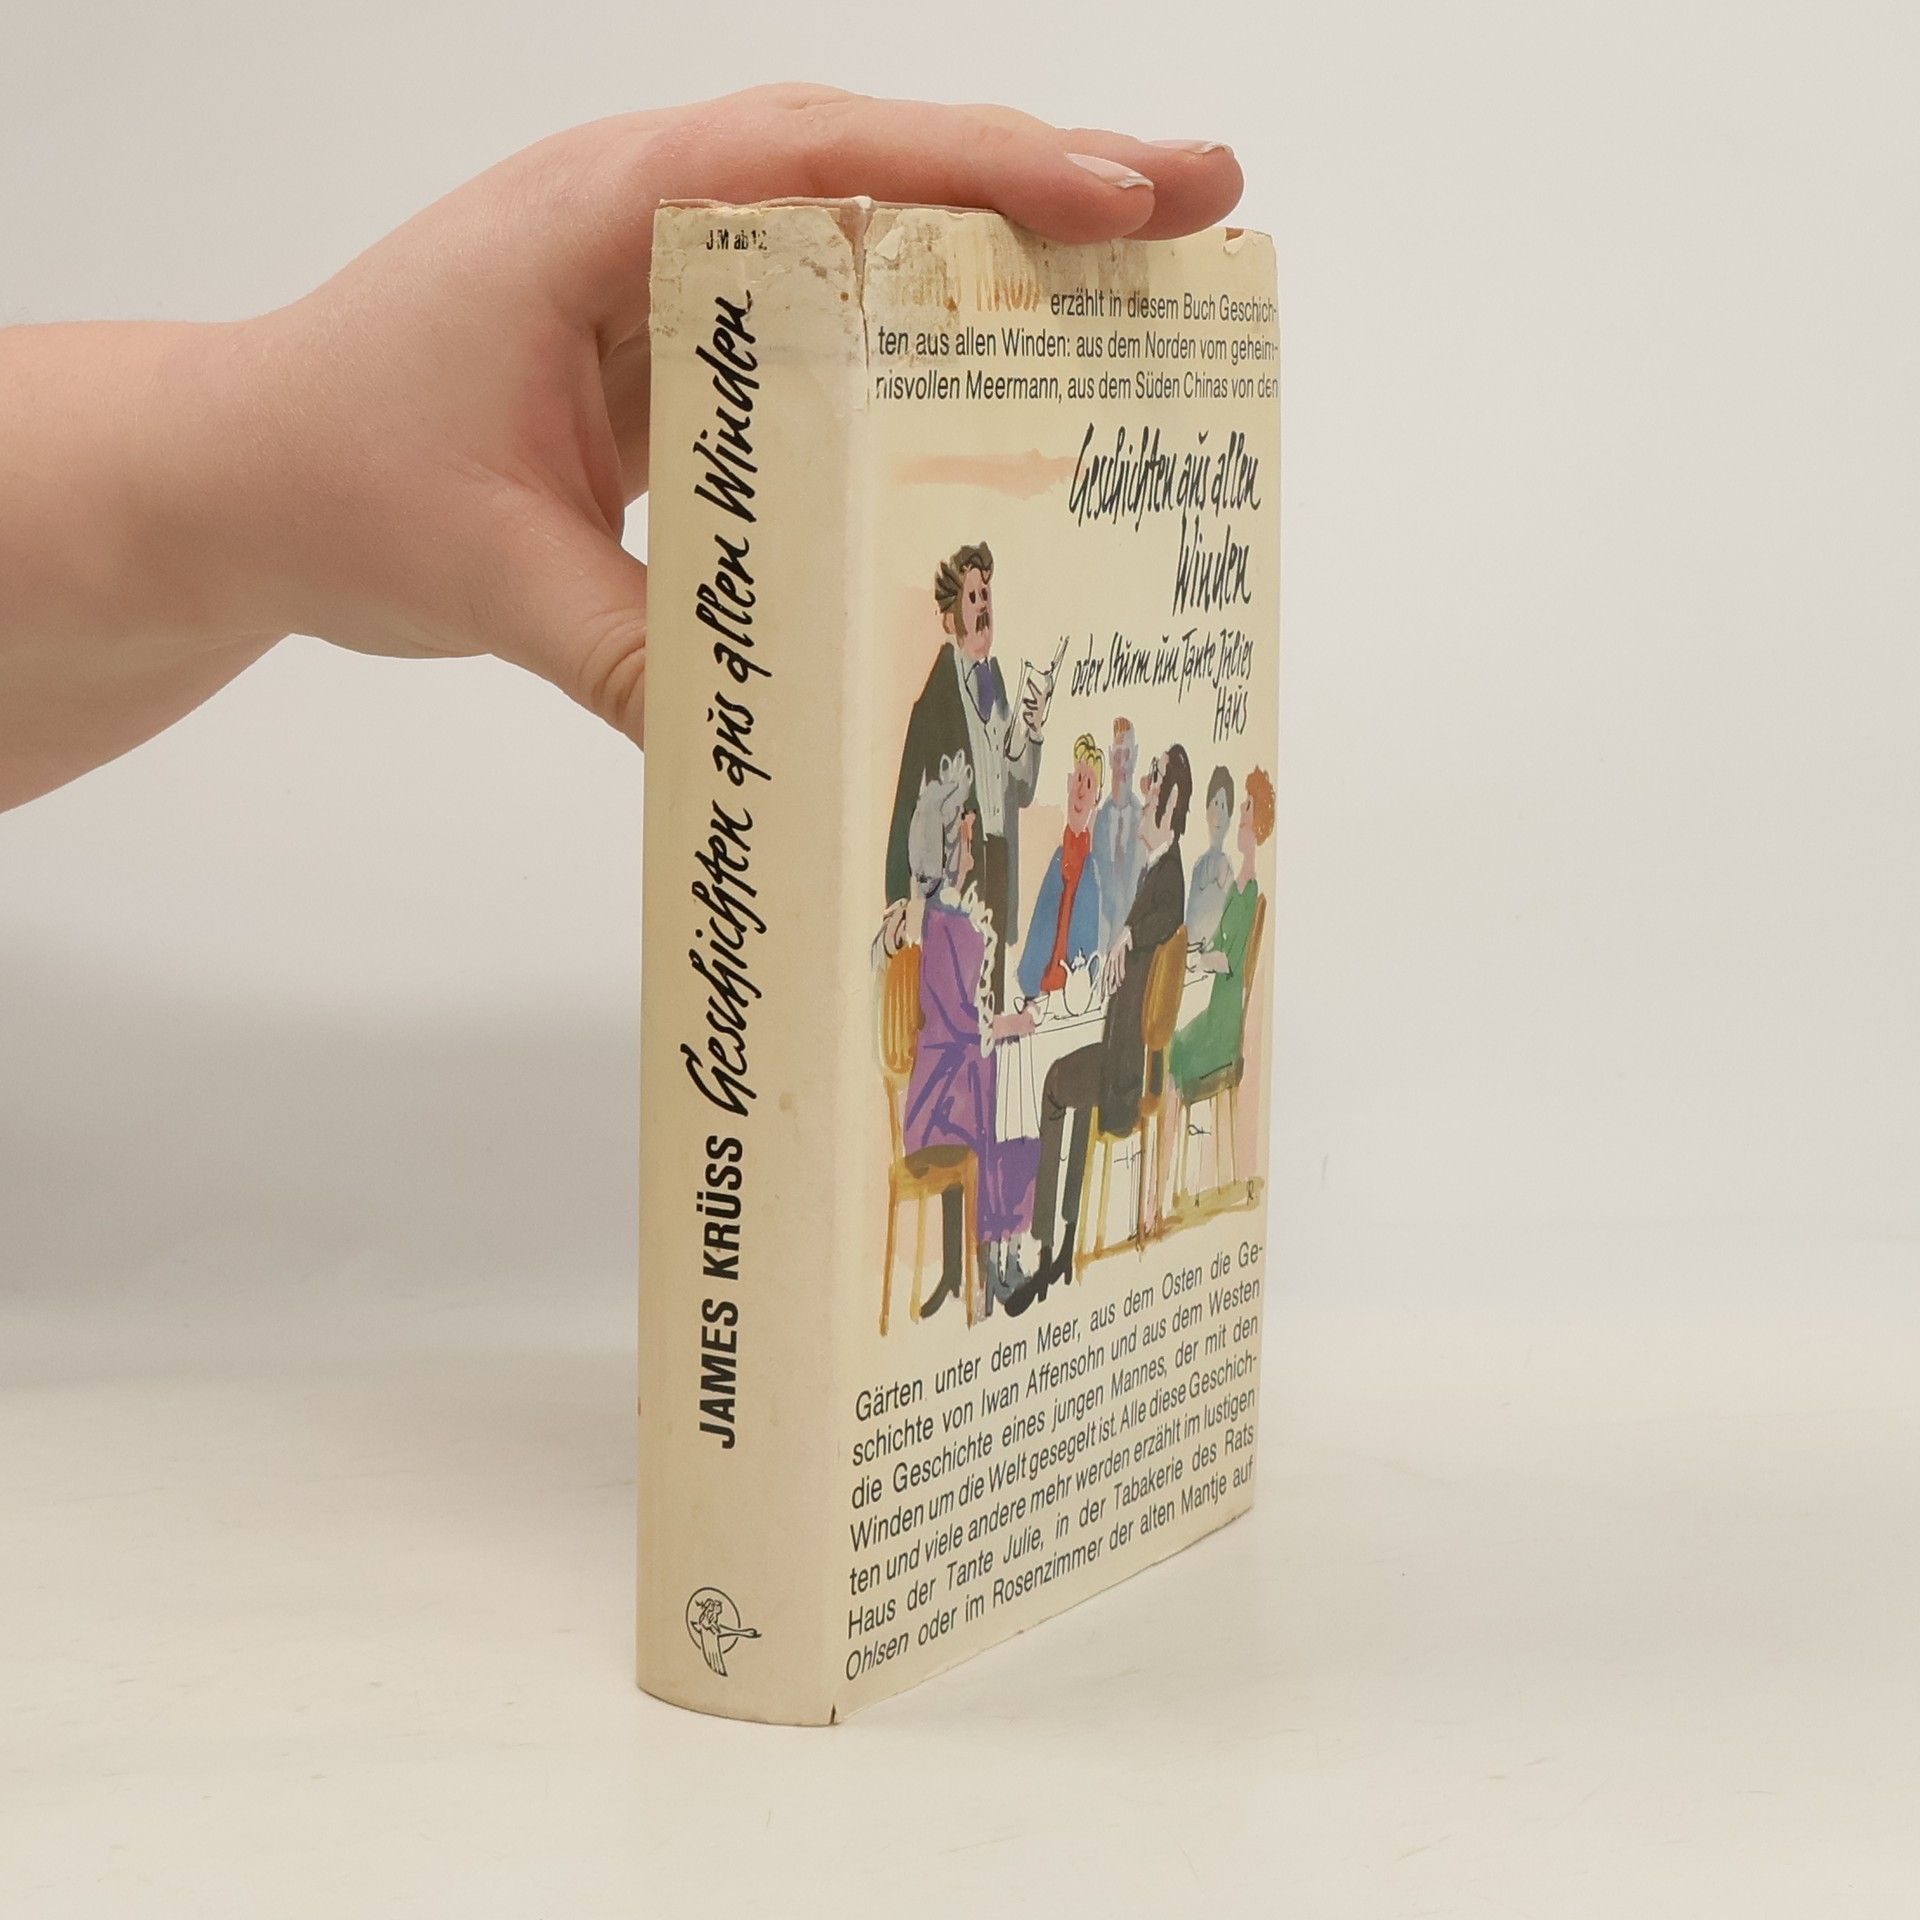 J M ab 12
JAMES KRÜSS Geschichten aus allen Winden
KRÜSS erzählt in diesem Buch Geschich-
ten aus allen Winden: aus dem Norden vom geheim-
nisvollen Meermann, aus dem Süden Chinas von den
Geschichten aus allen
Winden
oder Sturm um Tante Julies
Haus
Gärten unter dem Meer, aus dem Osten die Ge-
schichte von Iwan Affensohn und aus dem Westen
die Geschichte eines jungen Mannes, der mit den
Winden um die Welt gesegelt ist. Alle diese Geschich-
ten und viele andere mehr werden erzählt im lustigen
Haus der Tante Julie, in der Tabakerie des Rats
Ohlsen oder im Rosenzimmer der alten Mantje auf